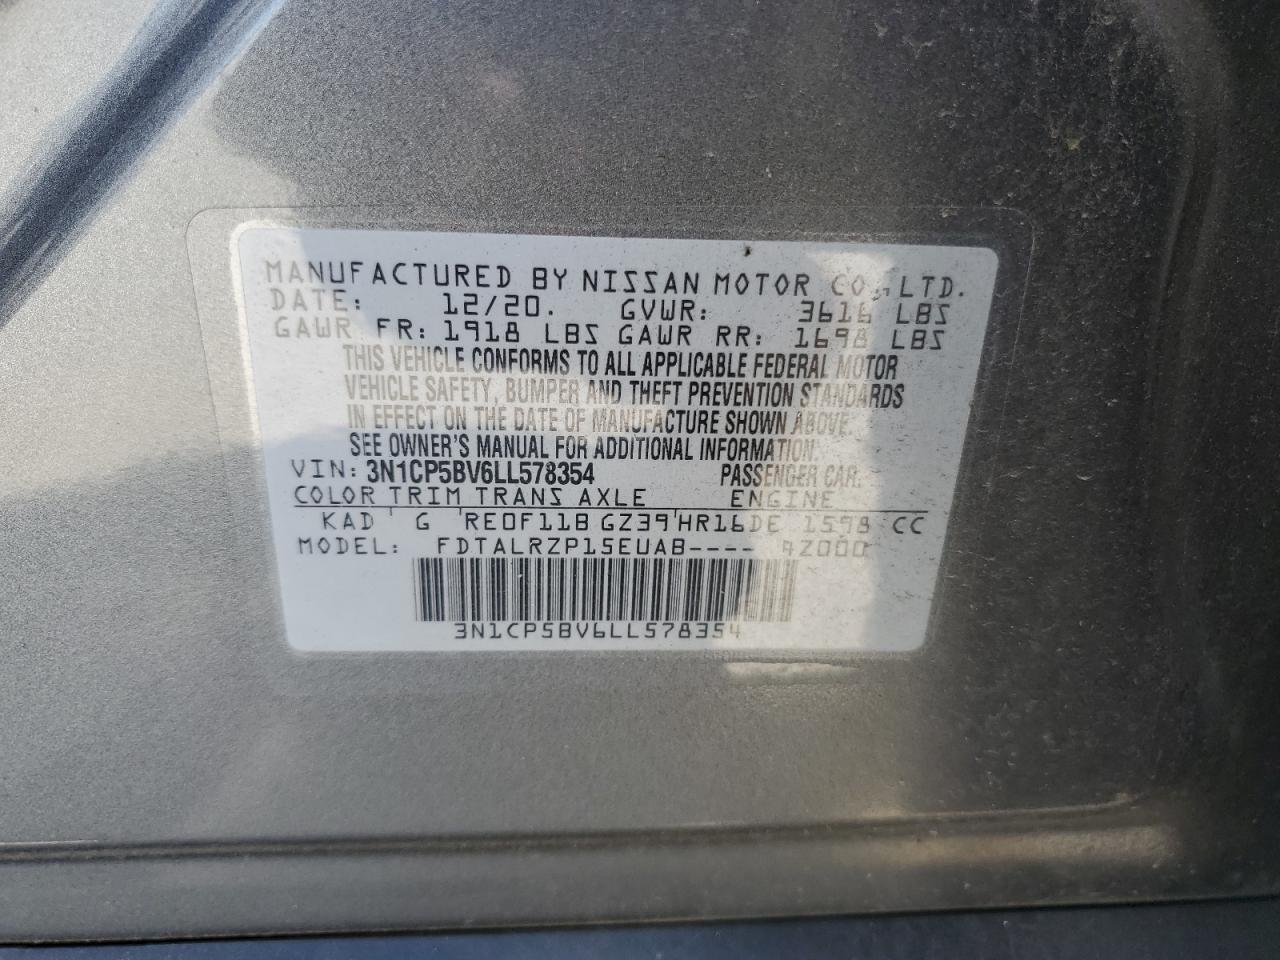 MANUFACTURED BY NISSAN MOTOR CO., LTD.
DATE: 12/20. GVWR: 3616 LBS
GAWR FR: 1918 LBS GAWR RR: 1698 LBS
THIS VEHICLE CONFORMS TO ALL APPLICABLE FEDERAL MOTOR
VEHICLE SAFETY, BUMPER AND THEFT PREVENTION STANDARDS
IN EFFECT ON THE DATE OF MANUFACTURE SHOWN ABOVE.
SEE OWNER'S MANUAL FOR ADDITIONAL INFORMATION.
VIN: 3N1CP5BV6LL578354 PASSENGER CAR.
COLOR TRIM TRANS AXLE ENGINE
KAD G RE0F11B GZ39 HR16DE 1598 CC
MODEL: FDTALRZP15EUAB---- 42000
3N1CP5BV6LL578354